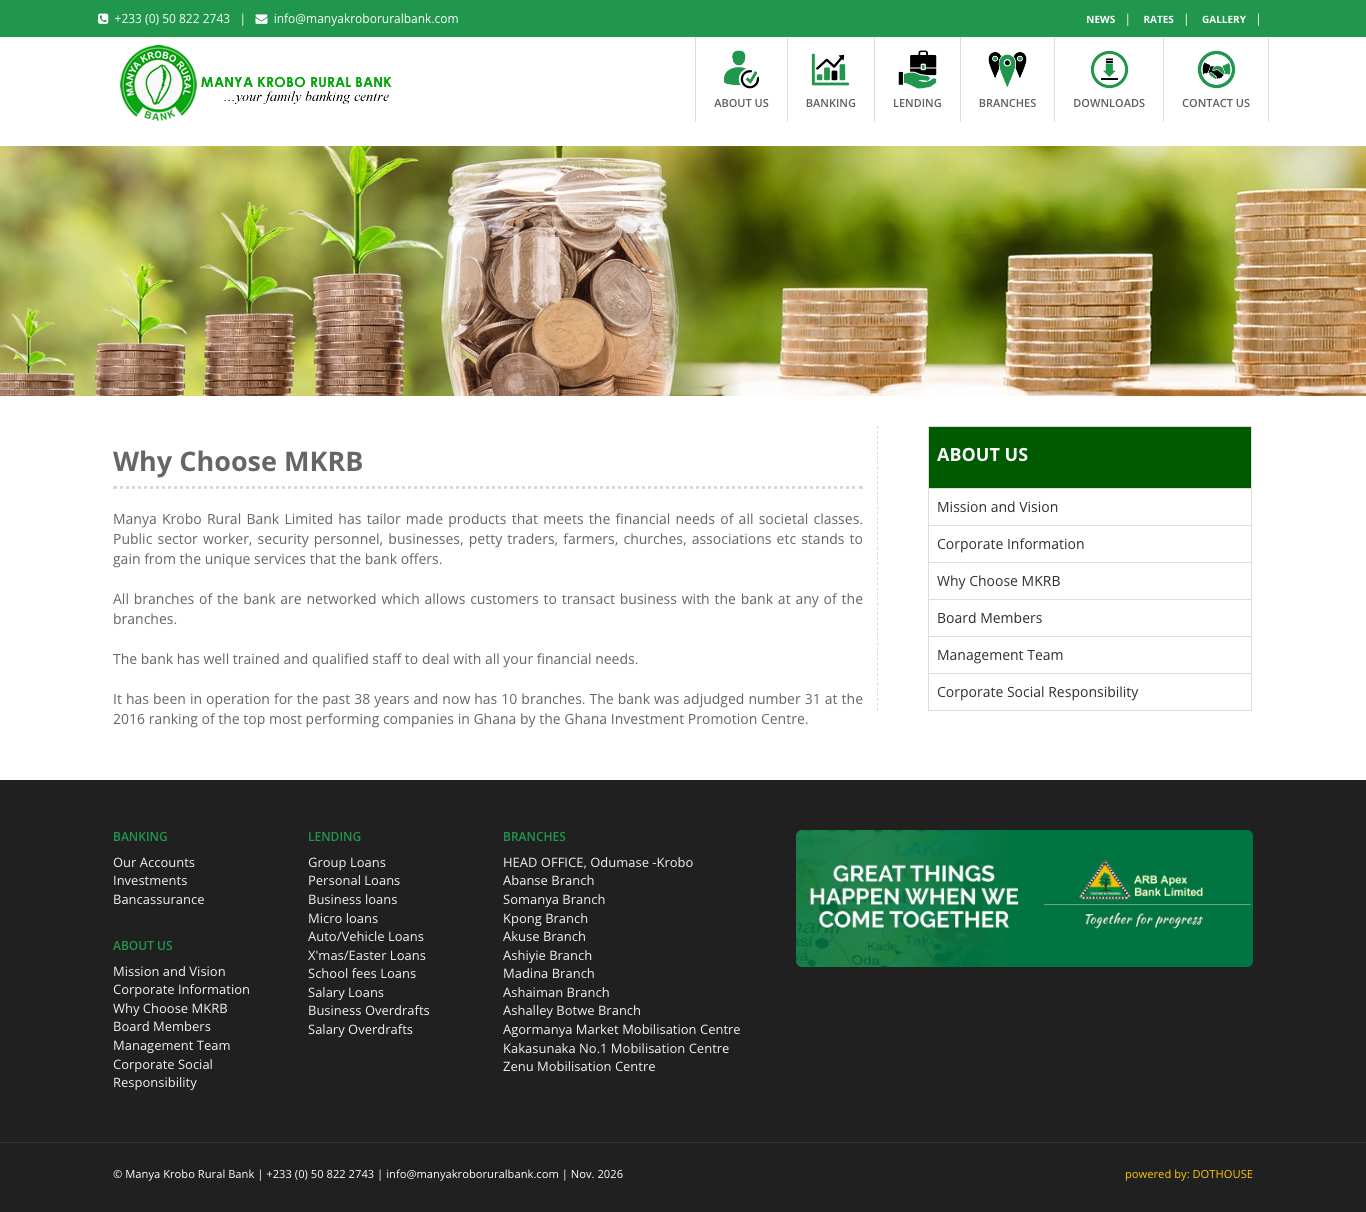 +233 (0) 50 822 2743 | info@manyakroboruralbank.com
NEWS | RATES | GALLERY |
MANYA KROBO RURAL
BANK
MANYA KROBO RURAL BANK
...your family banking centre
ABOUT US
BANKING
LENDING
BRANCHES
DOWNLOADS
CONTACT US
Why Choose MKRB
Manya Krobo Rural Bank Limited has tailor made products that meets the financial needs of all societal classes.
Public sector worker, security personnel, businesses, petty traders, farmers, churches, associations etc stands to
gain from the unique services that the bank offers.
All branches of the bank are networked which allows customers to transact business with the bank at any of the
branches.
The bank has well trained and qualified staff to deal with all your financial needs.
It has been in operation for the past 38 years and now has 10 branches. The bank was adjudged number 31 at the
2016 ranking of the top most performing companies in Ghana by the Ghana Investment Promotion Centre.
ABOUT US
Mission and Vision
Corporate Information
Why Choose MKRB
Board Members
Management Team
Corporate Social Responsibility
BANKING
Our Accounts
Investments
Bancassurance
ABOUT US
Mission and Vision
Corporate Information
Why Choose MKRB
Board Members
Management Team
Corporate Social
Responsibility
LENDING
Group Loans
Personal Loans
Business loans
Micro loans
Auto/Vehicle Loans
X'mas/Easter Loans
School fees Loans
Salary Loans
Business Overdrafts
Salary Overdrafts
BRANCHES
HEAD OFFICE, Odumase -Krobo
Abanse Branch
Somanya Branch
Kpong Branch
Akuse Branch
Ashiyie Branch
Madina Branch
Ashaiman Branch
Ashalley Botwe Branch
Agormanya Market Mobilisation Centre
Kakasunaka No.1 Mobilisation Centre
Zenu Mobilisation Centre
GREAT THINGS
HAPPEN WHEN WE
COME TOGETHER
ARB Apex
Bank Limited
Together for progress
Kade
Oda
© Manya Krobo Rural Bank | +233 (0) 50 822 2743 | info@manyakroboruralbank.com | Nov. 2026
powered by: DOTHOUSE